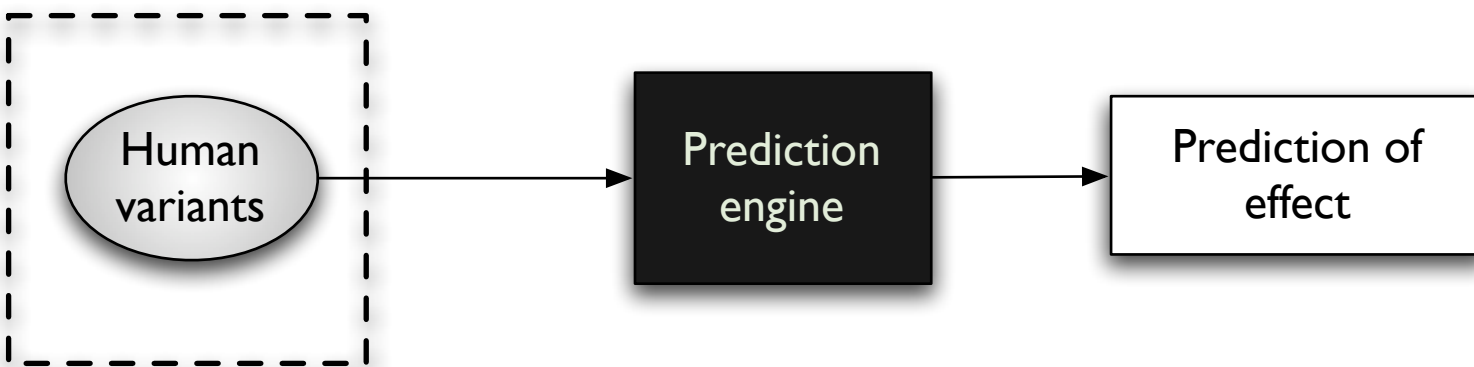 Human
variants
Prediction
engine
Prediction of
effect